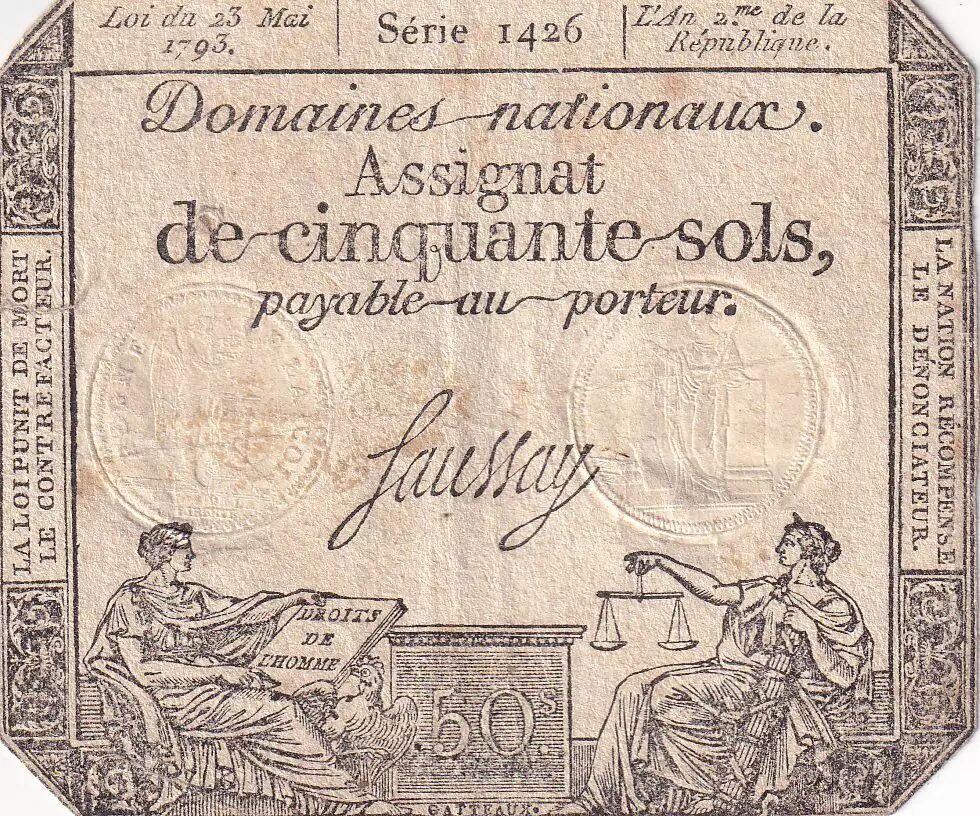 Loi du 23 Mai
1793.
Série 1426
L'An 2.me de la
République.
Domaines nationaux.
Assignat
de cinquante sols,
payable au porteur.
LA LOI PUNIT DE MORT
LE CONTREFACTEUR.
LA NATION RÉCOMPENSE
LE DÉNONCIATEUR.
Saussay
DROITS
DE
L'HOMME
50.s
GATTEAUX.